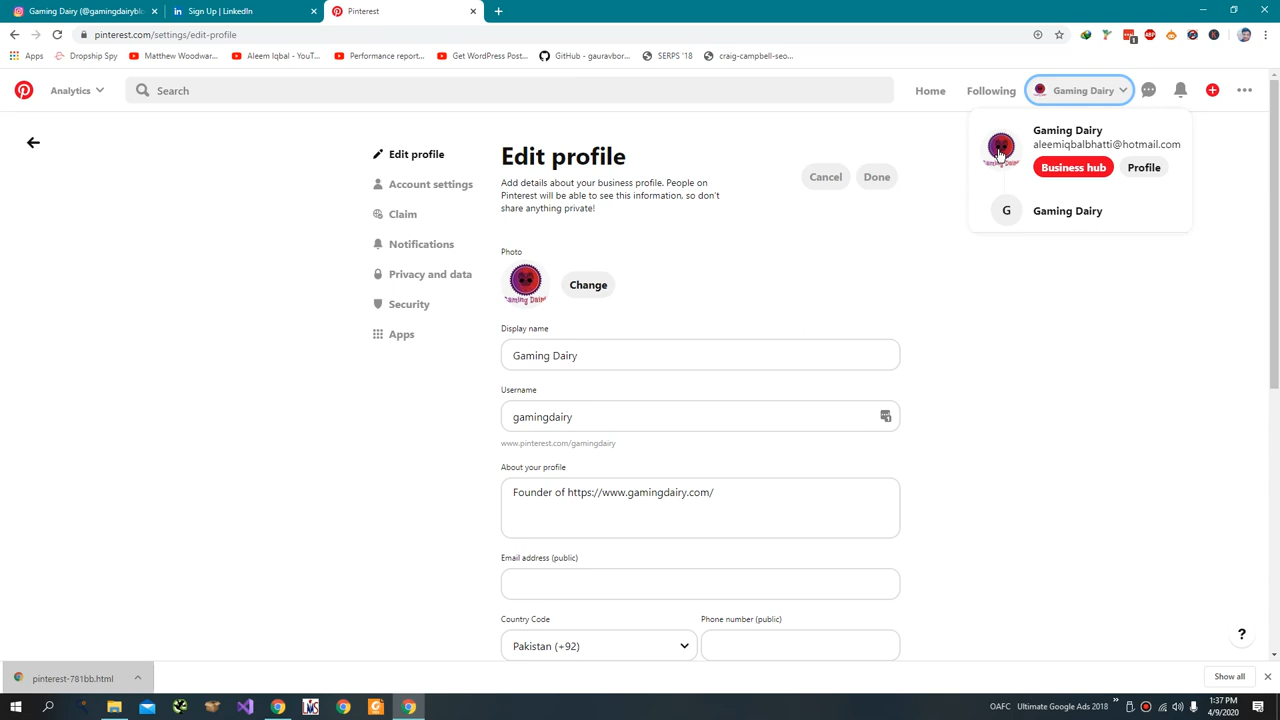 Gaming Dairy (@gamingdairyblo
Sign Up | LinkedIn
Pinterest
pinterest.com/settings/edit-profile
Apps
Dropship Spy
Matthew Woodwar...
Aleem Iqbal - YouT...
Performance report...
Get WordPress Post...
GitHub - gauravbor...
SERPS '18
craig-campbell-seo...
Analytics
Search
Home
Following
Gaming Dairy
Gaming Dairy
aleemiqbalbhatti@hotmail.com
Business hub
Profile
G
Gaming Dairy
Edit profile
Account settings
Claim
Notifications
Privacy and data
Security
Apps
Edit profile
Add details about your business profile. People on
Pinterest will be able to see this information, so don't
share anything private!
Cancel
Done
Photo
Change
Display name
Gaming Dairy
Username
gamingdairy
www.pinterest.com/gamingdairy
About your profile
Founder of https://www.gamingdairy.com/
Email address (public)
Country Code
Phone number (public)
Pakistan (+92)
?
pinterest-781bb.html
Show all
OAFC
Ultimate Google Ads 2018
1:37 PM
4/9/2020